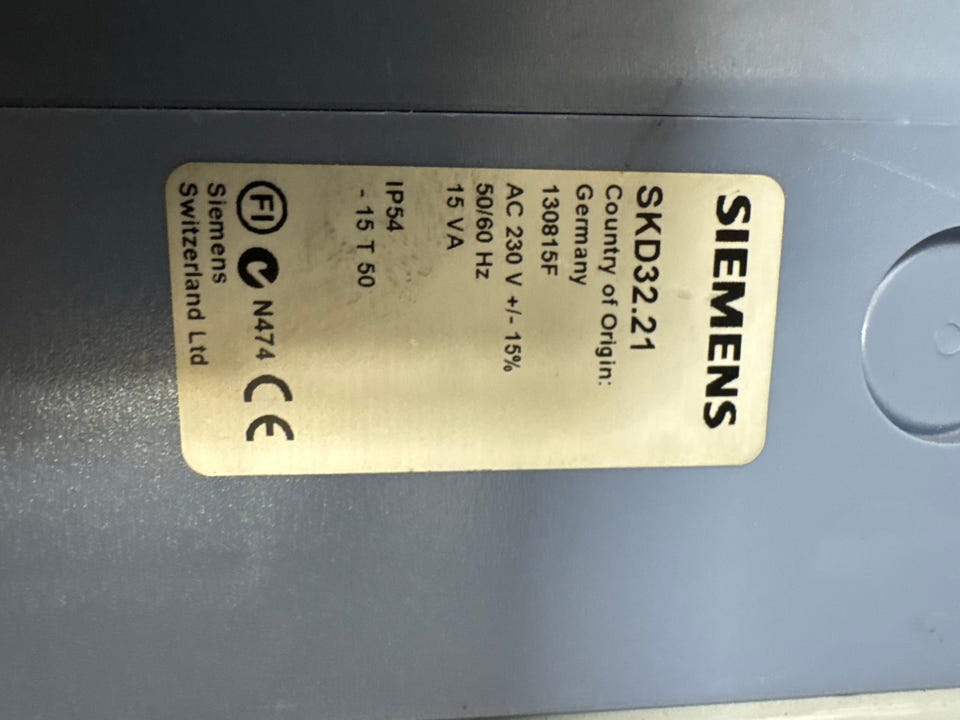 SIEMENS
SKD32.21
Country of Origin:
Germany
130815F
AC 230 V +/- 15%
50/60 Hz
15 VA
IP54
- 15 T 50
FI N474 CE
Siemens
Switzerland Ltd